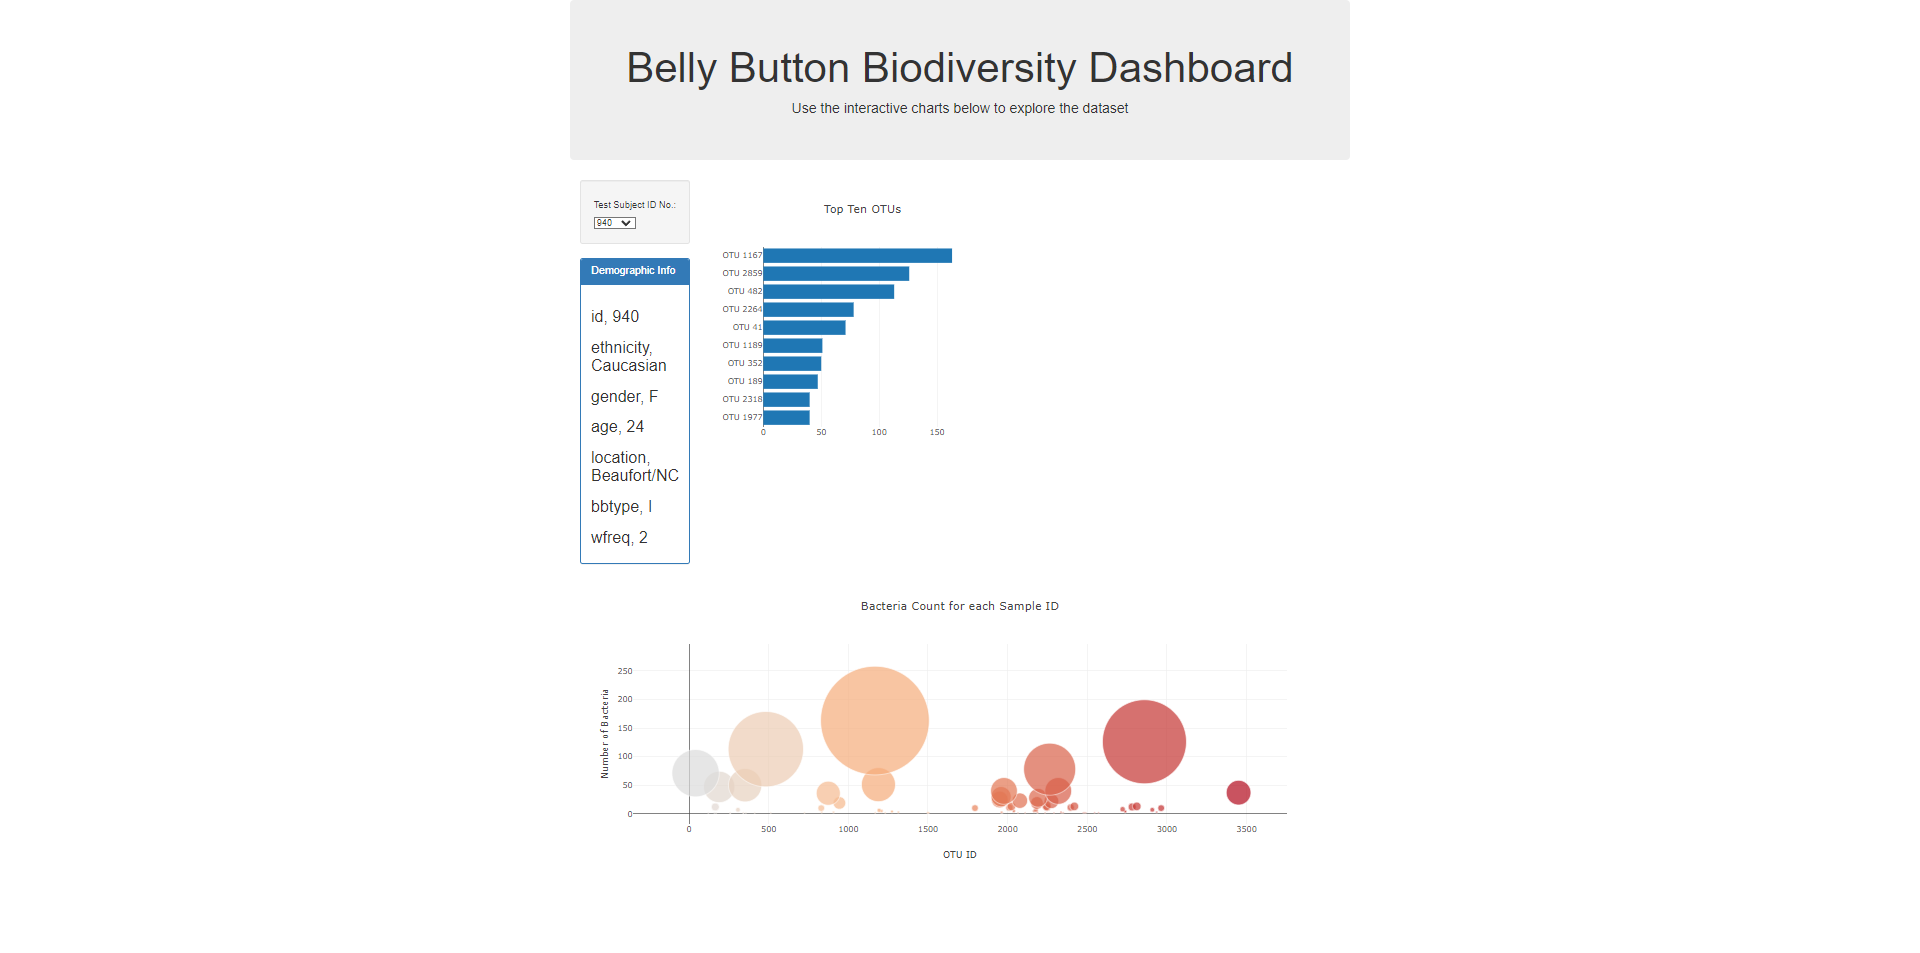 Belly Button Biodiversity Dashboard
Use the interactive charts below to explore the dataset
Test Subject ID No.:
940
Demographic Info
id, 940
ethnicity,
Caucasian
gender, F
age, 24
location,
Beaufort/NC
bbtype, I
wfreq, 2
Top Ten OTUs
OTU 1167
OTU 2859
OTU 482
OTU 2264
OTU 41
OTU 1189
OTU 352
OTU 189
OTU 2318
OTU 1977
0 50 100 150
Bacteria Count for each Sample ID
Number of Bacteria
250
200
150
100
50
0
0 500 1000 1500 2000 2500 3000 3500
OTU ID